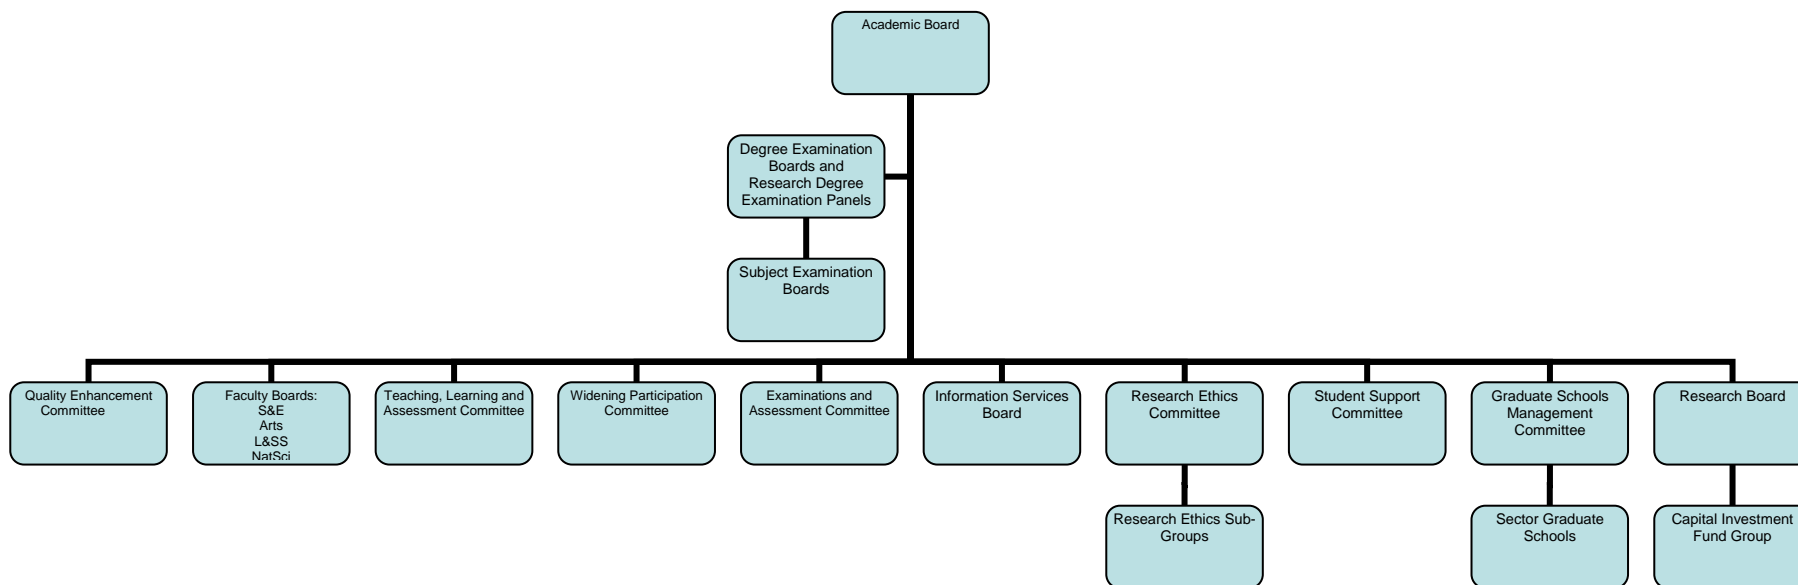 Academic Board
Degree Examination
Boards and
Research Degree
Examination Panels
Subject Examination
Boards
Quality Enhancement
Committee
Faculty Boards:
S&E
Arts
L&SS
NatSci
Teaching, Learning and
Assessment Committee
Widening Participation
Committee
Examinations and
Assessment Committee
Information Services
Board
Research Ethics
Committee
Student Support
Committee
Graduate Schools
Management
Committee
Research Board
Research Ethics Sub-
Groups
Sector Graduate
Schools
Capital Investment
Fund Group